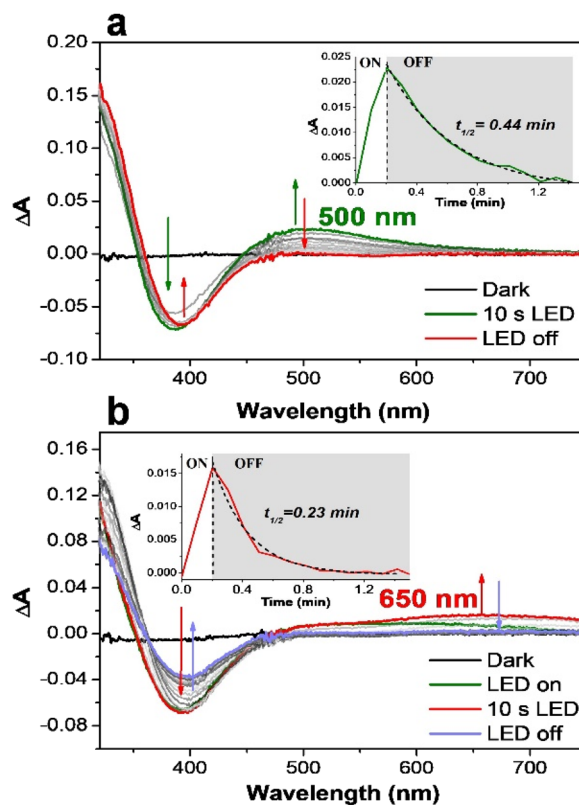 a
0.20
0.15
0.10
0.05
0.00
-0.05
-0.10
ΔA
0.025
0.020
0.015
0.010
0.005
0.000
ΔA
ON OFF
t1/2= 0.44 min
0.0 0.4 0.8 1.2
Time (min)
500 nm
Dark
10 s LED
LED off
400 500 600 700
Wavelength (nm)
b
0.16
0.12
0.08
0.04
0.00
-0.04
-0.08
ΔA
0.015
0.010
0.005
0.000
ΔA
ON OFF
t1/2=0.23 min
0.0 0.4 0.8 1.2
Time (min)
650 nm
Dark
LED on
10 s LED
LED off
400 500 600 700
Wavelength (nm)